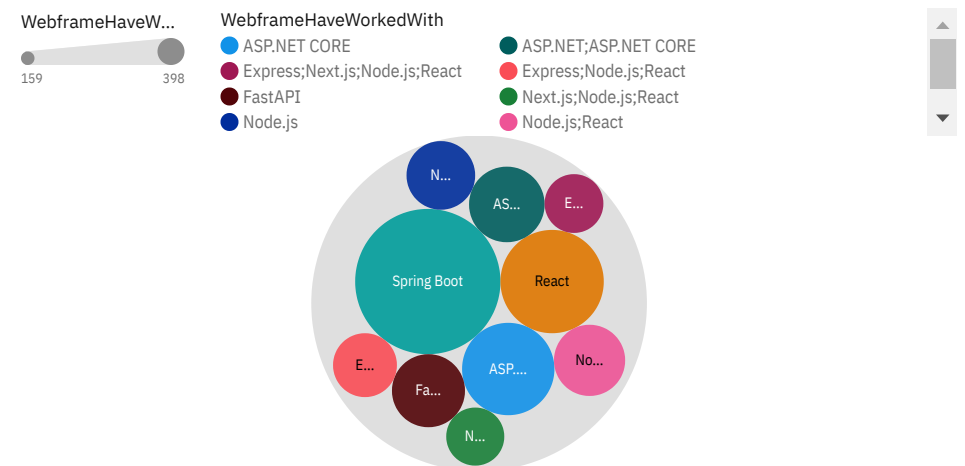 WebframeHaveW...
159
398
WebframeHaveWorkedWith
ASP.NET CORE
ASP.NET;ASP.NET CORE
Express;Next.js;Node.js;React
Express;Node.js;React
FastAPI
Next.js;Node.js;React
Node.js
Node.js;React
N...
AS...
E...
Spring Boot
React
E...
Fa...
ASP....
No...
N...